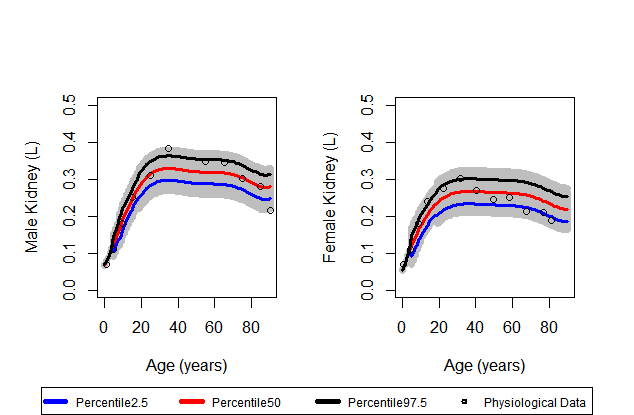 Male Kidney (L)
0.5
0.4
0.3
0.2
0.1
0.0
0 20 40 60 80
Age (years)
Female Kidney (L)
0.5
0.4
0.3
0.2
0.1
0.0
0 20 40 60 80
Age (years)
Percentile2.5 Percentile50 Percentile97.5 Physiological Data